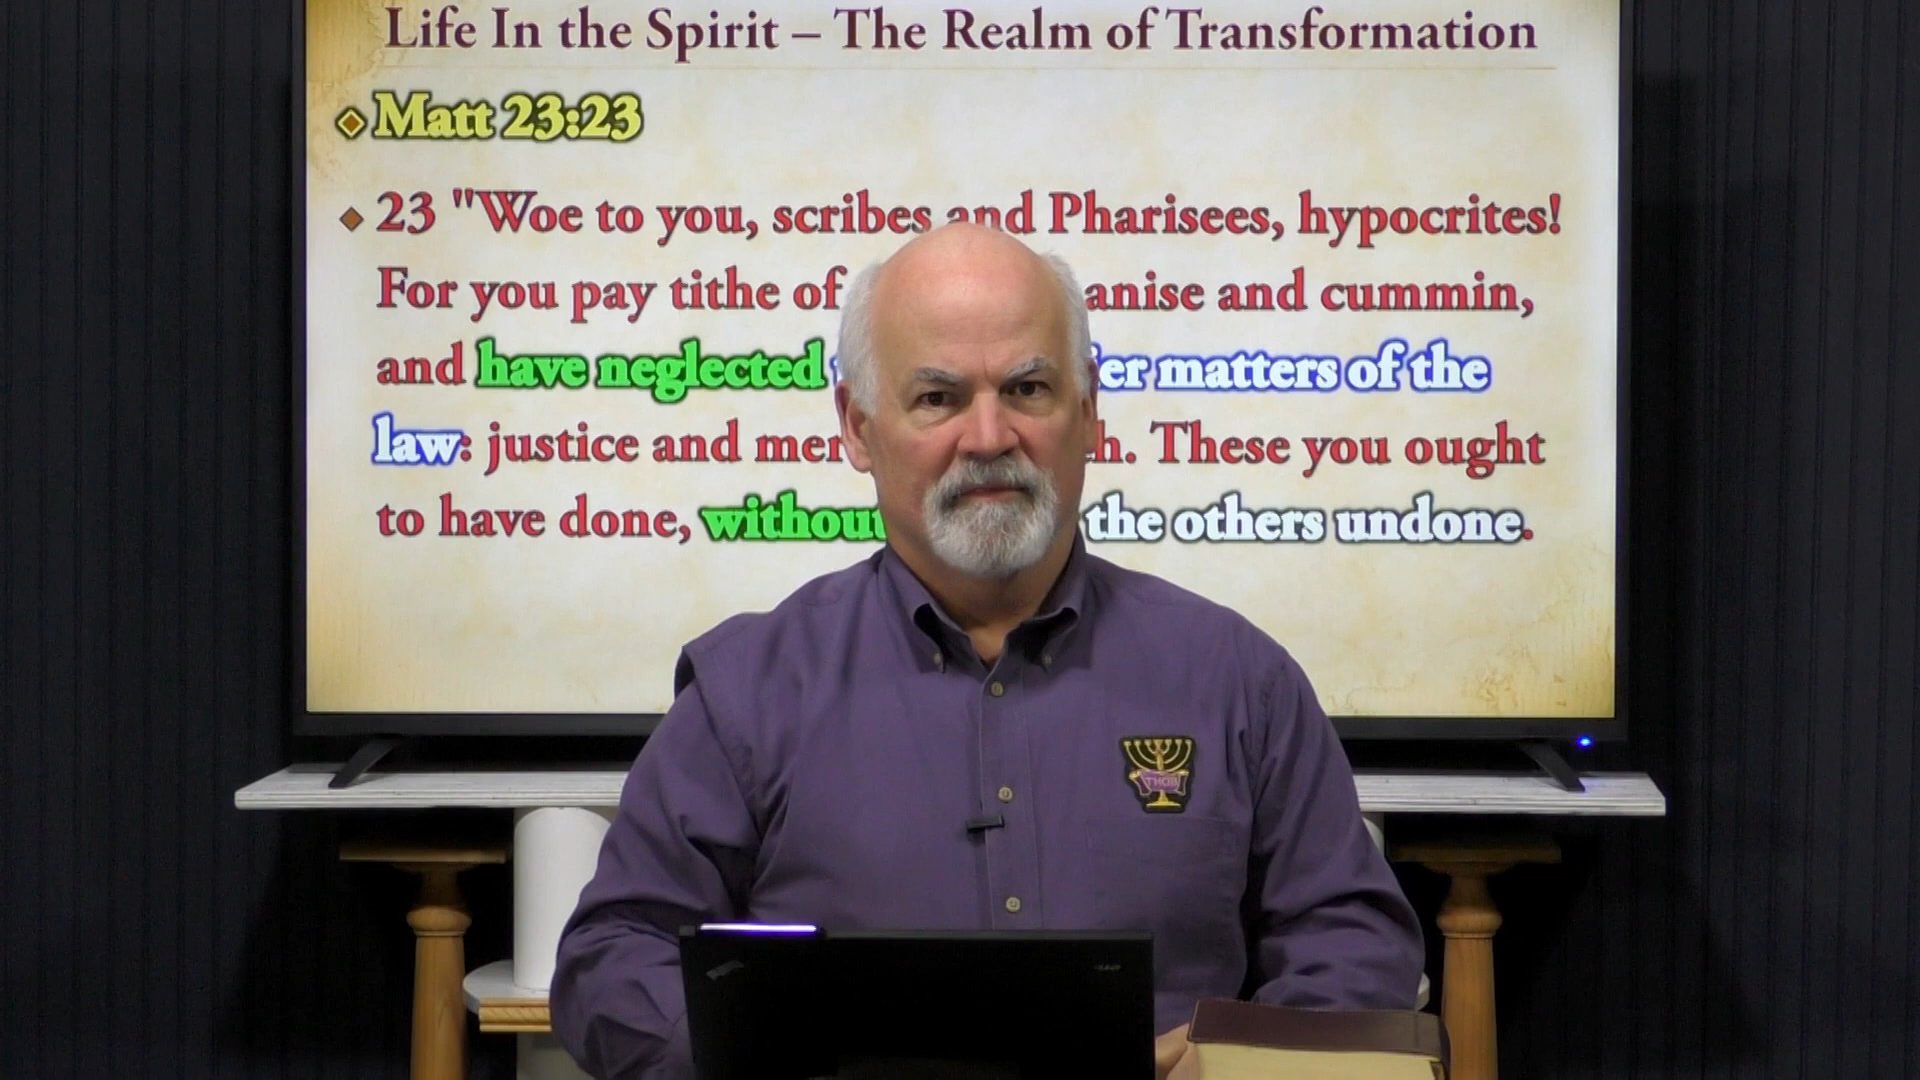 Life In the Spirit – The Realm of Transformation
Matt 23:23
23 "Woe to you, scribes and Pharisees, hypocrites!
For you pay tithe of anise and cummin,
and have neglected matters of the
law: justice and These you ought
to have done, without the others undone.
THOB